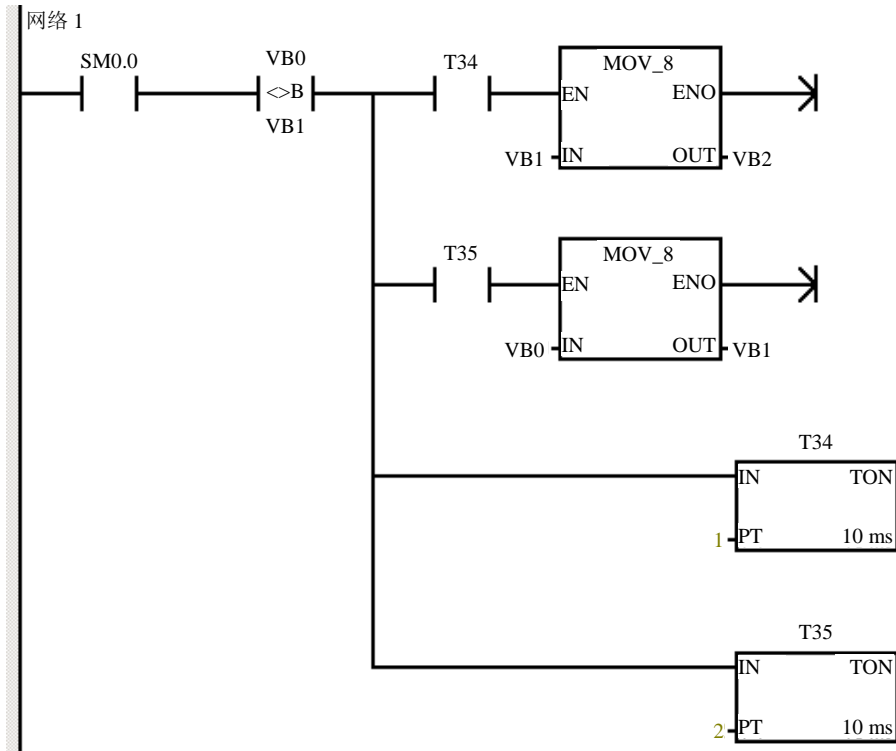 网络 1
SM0.0
VB0
<>B
VB1
T34
MOV_8
EN
ENO
VB1
IN
OUT
VB2
T35
MOV_8
EN
ENO
VB0
IN
OUT
VB1
T34
IN
TON
1
PT
10 ms
T35
IN
TON
2
PT
10 ms